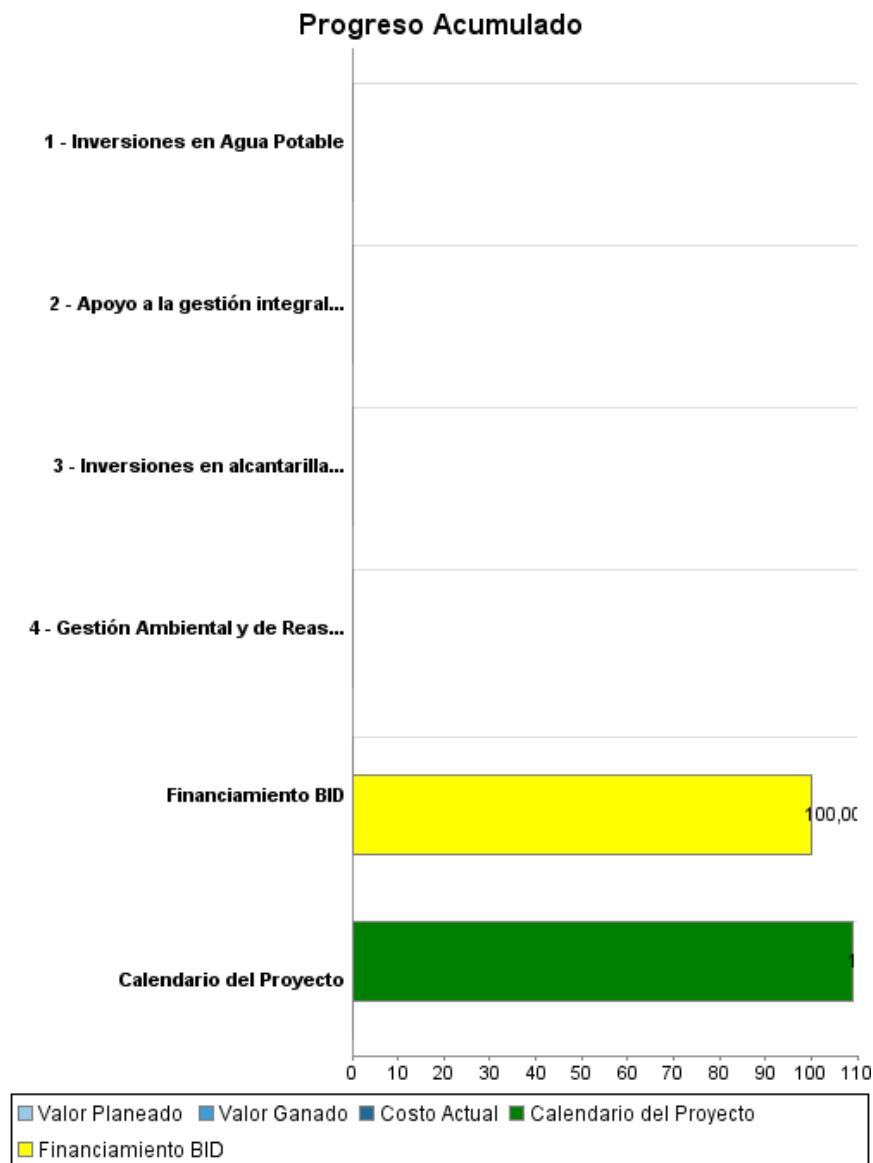 Progreso Acumulado
1 - Inversiones en Agua Potable
2 - Apoyo a la gestión integral...
3 - Inversiones en alcantarilla...
4 - Gestión Ambiental y de Reas...
Financiamiento BID
100,00
Calendario del Proyecto
1
0 10 20 30 40 50 60 70 80 90 100 110
Valor Planeado Valor Ganado Costo Actual Calendario del Proyecto
Financiamiento BID